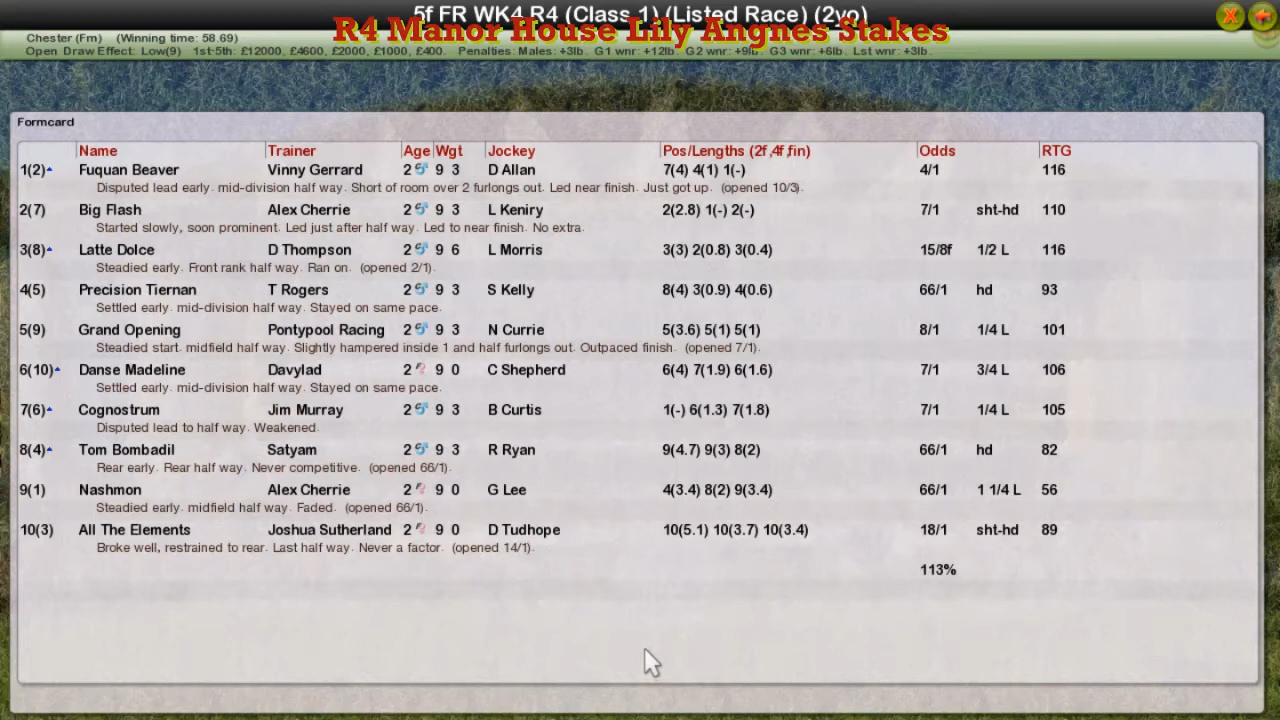 5f FR WK4 R4 (Class 1) (Listed Race) (2yo)
R4 Manor House Lily Angnes Stakes
Chester (Fm) (Winning time: 58.69)
Open Draw Effect: Low(9) 1st-5th: £12000, £4600, £2000, £1000, £400. Penalties: Males: +3lb. G1 wnr: +12lb. G2 wnr: +9lb. G3 wnr: +6lb. Lst wnr: +3lb.
Formcard
Name Trainer Age Wgt Jockey Pos/Lengths (2f,4f,fin) Odds RTG
1(2) Fuquan Beaver Vinny Gerrard 2 9 3 D Allan 7(4) 4(1) 1(-) 4/1 116
Disputed lead early. mid-division half way. Short of room over 2 furlongs out. Led near finish. Just got up. (opened 10/3).
2(7) Big Flash Alex Cherrie 2 9 3 L Keniry 2(2.8) 1(-) 2(-) 7/1 sht-hd 110
Started slowly, soon prominent. Led just after half way. Led to near finish. No extra.
3(8) Latte Dolce D Thompson 2 9 6 L Morris 3(3) 2(0.8) 3(0.4) 15/8f 1/2 L 116
Steadied early. Front rank half way. Ran on. (opened 2/1).
4(5) Precision Tiernan T Rogers 2 9 3 S Kelly 8(4) 3(0.9) 4(0.6) 66/1 hd 93
Settled early. mid-division half way. Stayed on same pace.
5(9) Grand Opening Pontypool Racing 2 9 3 N Currie 5(3.6) 5(1) 5(1) 8/1 1/4 L 101
Steadied start. midfield half way. Slightly hampered inside 1 and half furlongs out. Outpaced finish. (opened 7/1).
6(10) Danse Madeline Davylad 2 9 0 C Shepherd 6(4) 7(1.9) 6(1.6) 7/1 3/4 L 106
Settled early. mid-division half way. Stayed on same pace.
7(6) Cognostrum Jim Murray 2 9 3 B Curtis 1(-) 6(1.3) 7(1.8) 7/1 1/4 L 105
Disputed lead to half way. Weakened.
8(4) Tom Bombadil Satyam 2 9 3 R Ryan 9(4.7) 9(3) 8(2) 66/1 hd 82
Rear early. Rear half way. Never competitive. (opened 66/1).
9(1) Nashmon Alex Cherrie 2 9 0 G Lee 4(3.4) 8(2) 9(3.4) 66/1 1 1/4 L 56
Steadied early. midfield half way. Faded. (opened 66/1).
10(3) All The Elements Joshua Sutherland 2 9 0 D Tudhope 10(5.1) 10(3.7) 10(3.4) 18/1 sht-hd 89
Broke well, restrained to rear. Last half way. Never a factor. (opened 14/1).
113%